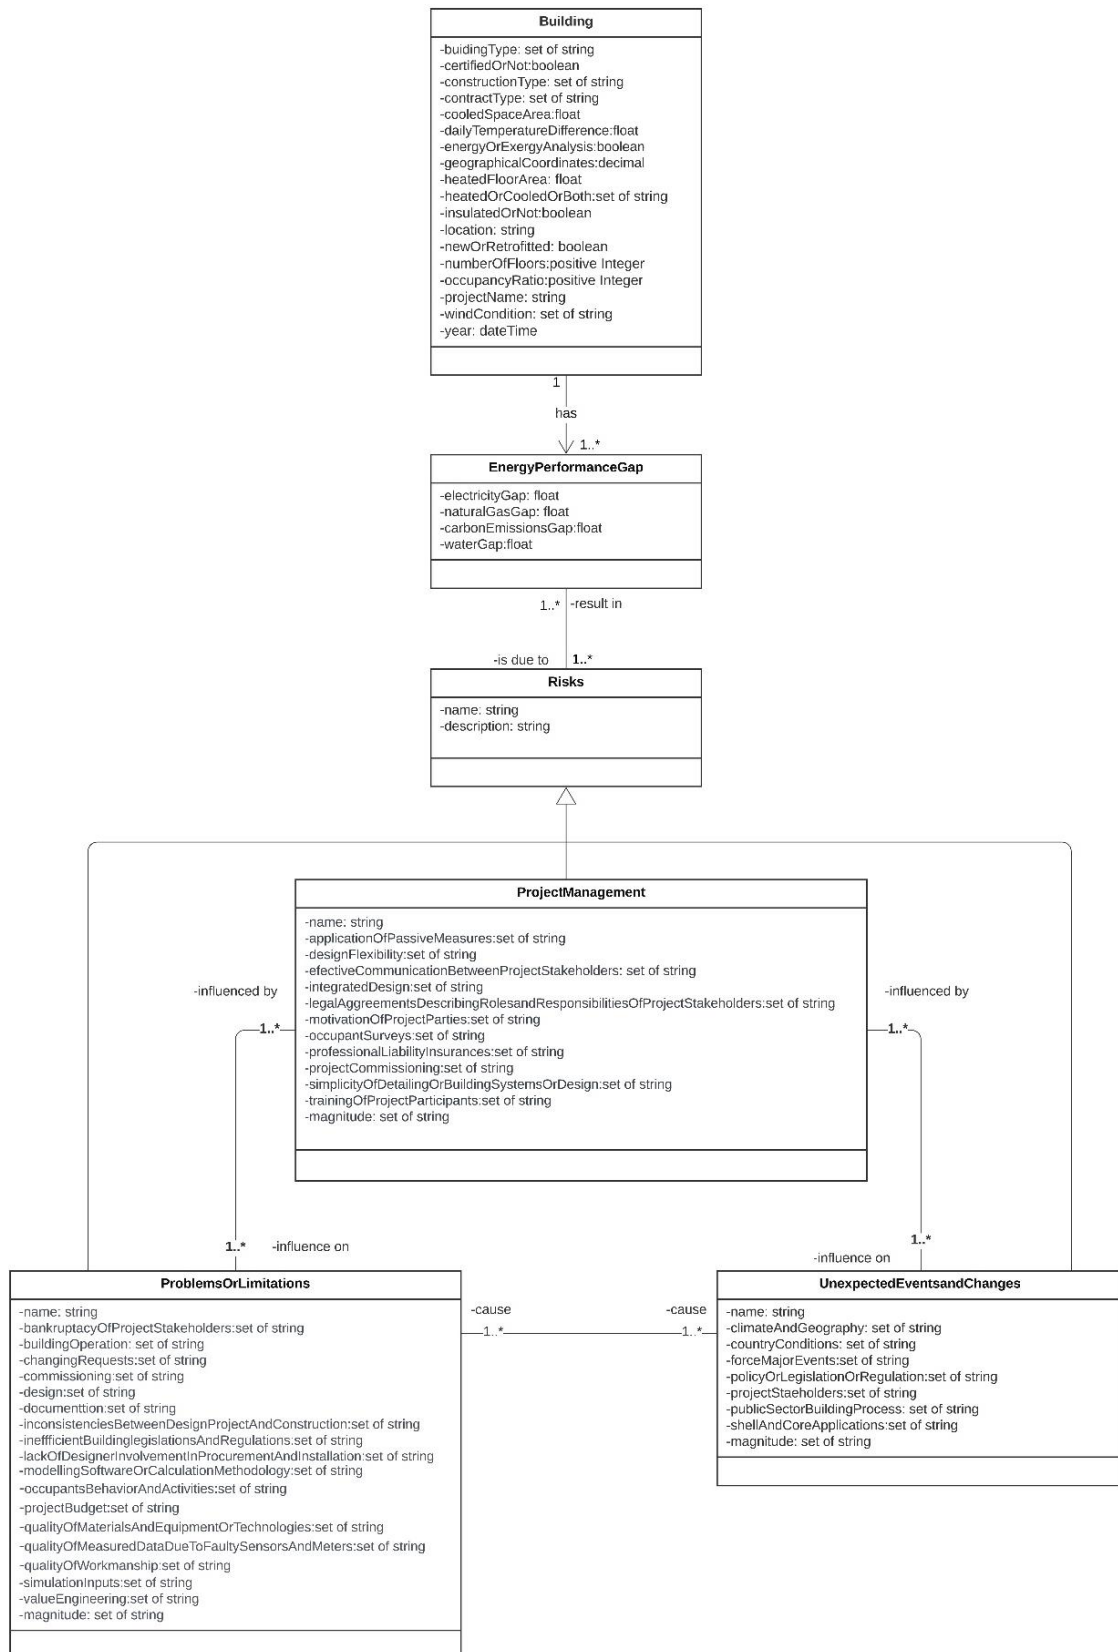 Building
-buidingType: set of string
-certifiedOrNot:boolean
-constructionType: set of string
-contractType: set of string
-cooledSpaceArea:float
-dailyTemperatureDifference:float
-energyOrExergyAnalysis:boolean
-geographicalCoordinates:decimal
-heatedFloorArea: float
-heatedOrCooledOrBoth:set of string
-insulatedOrNot:boolean
-location: string
-newOrRetrofitted: boolean
-numberOfFloors:positive Integer
-occupancyRatio:positive Integer
-projectName: string
-windCondition: set of string
-year: dateTime
1
has
1..*
EnergyPerformanceGap
-electricityGap: float
-naturalGasGap: float
-carbonEmissionsGap:float
-waterGap:float
1..* -result in
-is due to 1..*
Risks
-name: string
-description: string
ProjectManagement
-name: string
-applicationOfPassiveMeasures:set of string
-designFlexibility:set of string
-efectiveCommunicationBetweenProjectStakeholders: set of string
-integratedDesign:set of string
-legalAggreementsDescribingRolesandResponsibilitiesOfProjectStakeholders:set of string
-motivationOfProjectParties:set of string
-occupantSurveys:set of string
-professionalLiabilityInsurances:set of string
-projectCommissioning:set of string
-simplicityOfDetailingOrBuildingSystemsOrDesign:set of string
-trainingOfProjectParticipants:set of string
-magnitude: set of string
-influenced by
1..*
-influenced by
1..*
1..* -influence on
1..*
-influence on
ProblemsOrLimitations
-name: string
-bankruptacyOfProjectStakeholders:set of string
-buildingOperation: set of string
-changingRequests:set of string
-commissioning:set of string
-design:set of string
-documenttion:set of string
-inconsistenciesBetweenDesignProjectAndConstruction:set of string
-ineffficientBuildinglegislationsAndRegulations:set of string
-lackOfDesignerInvolvementInProcurementAndInstallation:set of string
-modellingSoftwareOrCalculationMethodology:set of string
-occupantsBehaviorAndActivities:set of string
-projectBudget:set of string
-qualityOfMaterialsAndEquipmentOrTechnologies:set of string
-qualityOfMeasuredDataDueToFaultySensorsAndMeters:set of string
-qualityOfWorkmanship:set of string
-simulationInputs:set of string
-valueEngineering:set of string
-magnitude: set of string
-cause
1..*
-cause
1..*
UnexpectedEventsandChanges
-name: string
-climateAndGeography: set of string
-countryConditions: set of string
-forceMajorEvents:set of string
-policyOrLegislationOrRegulation:set of string
-projectStaeholders:set of string
-publicSectorBuildingProcess: set of string
-shellAndCoreApplications:set of string
-magnitude: set of string